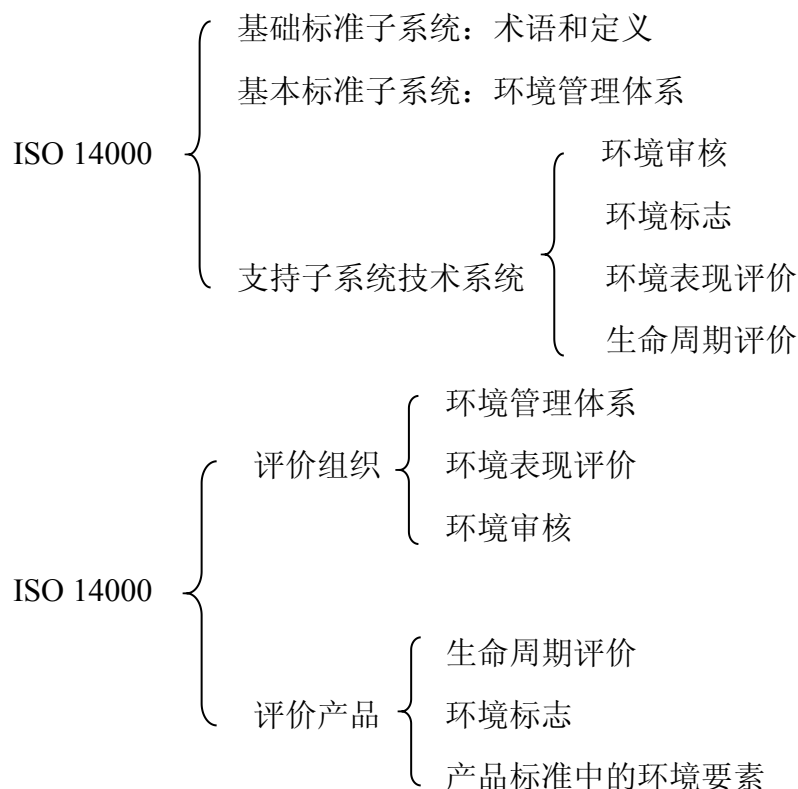 基础标准子系统：术语和定义
基本标准子系统：环境管理体系
ISO 14000
环境审核
环境标志
支持子系统技术系统
环境表现评价
生命周期评价
环境管理体系
评价组织
环境表现评价
环境审核
ISO 14000
生命周期评价
评价产品
环境标志
产品标准中的环境要素